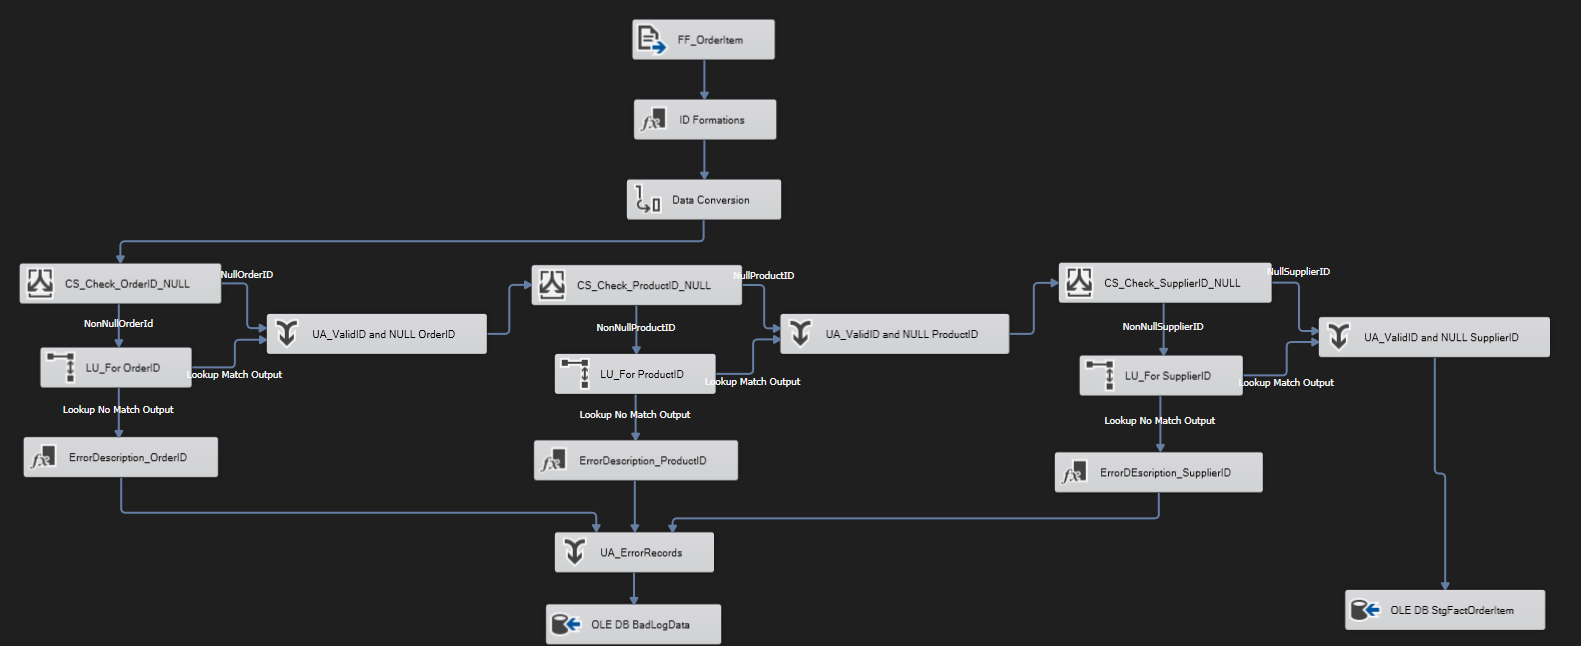 FF_OrderItem
ID Formations
Data Conversion
CS_Check_OrderID_NULL
NullOrderID
NonNullOrderId
UA_ValidID and NULL OrderID
LU_For OrderID
Lookup Match Output
Lookup No Match Output
ErrorDescription_OrderID
CS_Check_ProductID_NULL
NullProductID
NonNullProductID
UA_ValidID and NULL ProductID
LU_For ProductID
Lookup Match Output
Lookup No Match Output
ErrorDescription_ProductID
CS_Check_SupplierID_NULL
NullSupplierID
NonNullSupplierID
UA_ValidID and NULL SupplierID
LU_For SupplierID
Lookup Match Output
Lookup No Match Output
ErrorDEscription_SupplierID
UA_ErrorRecords
OLE DB BadLogData
OLE DB StgFactOrderItem